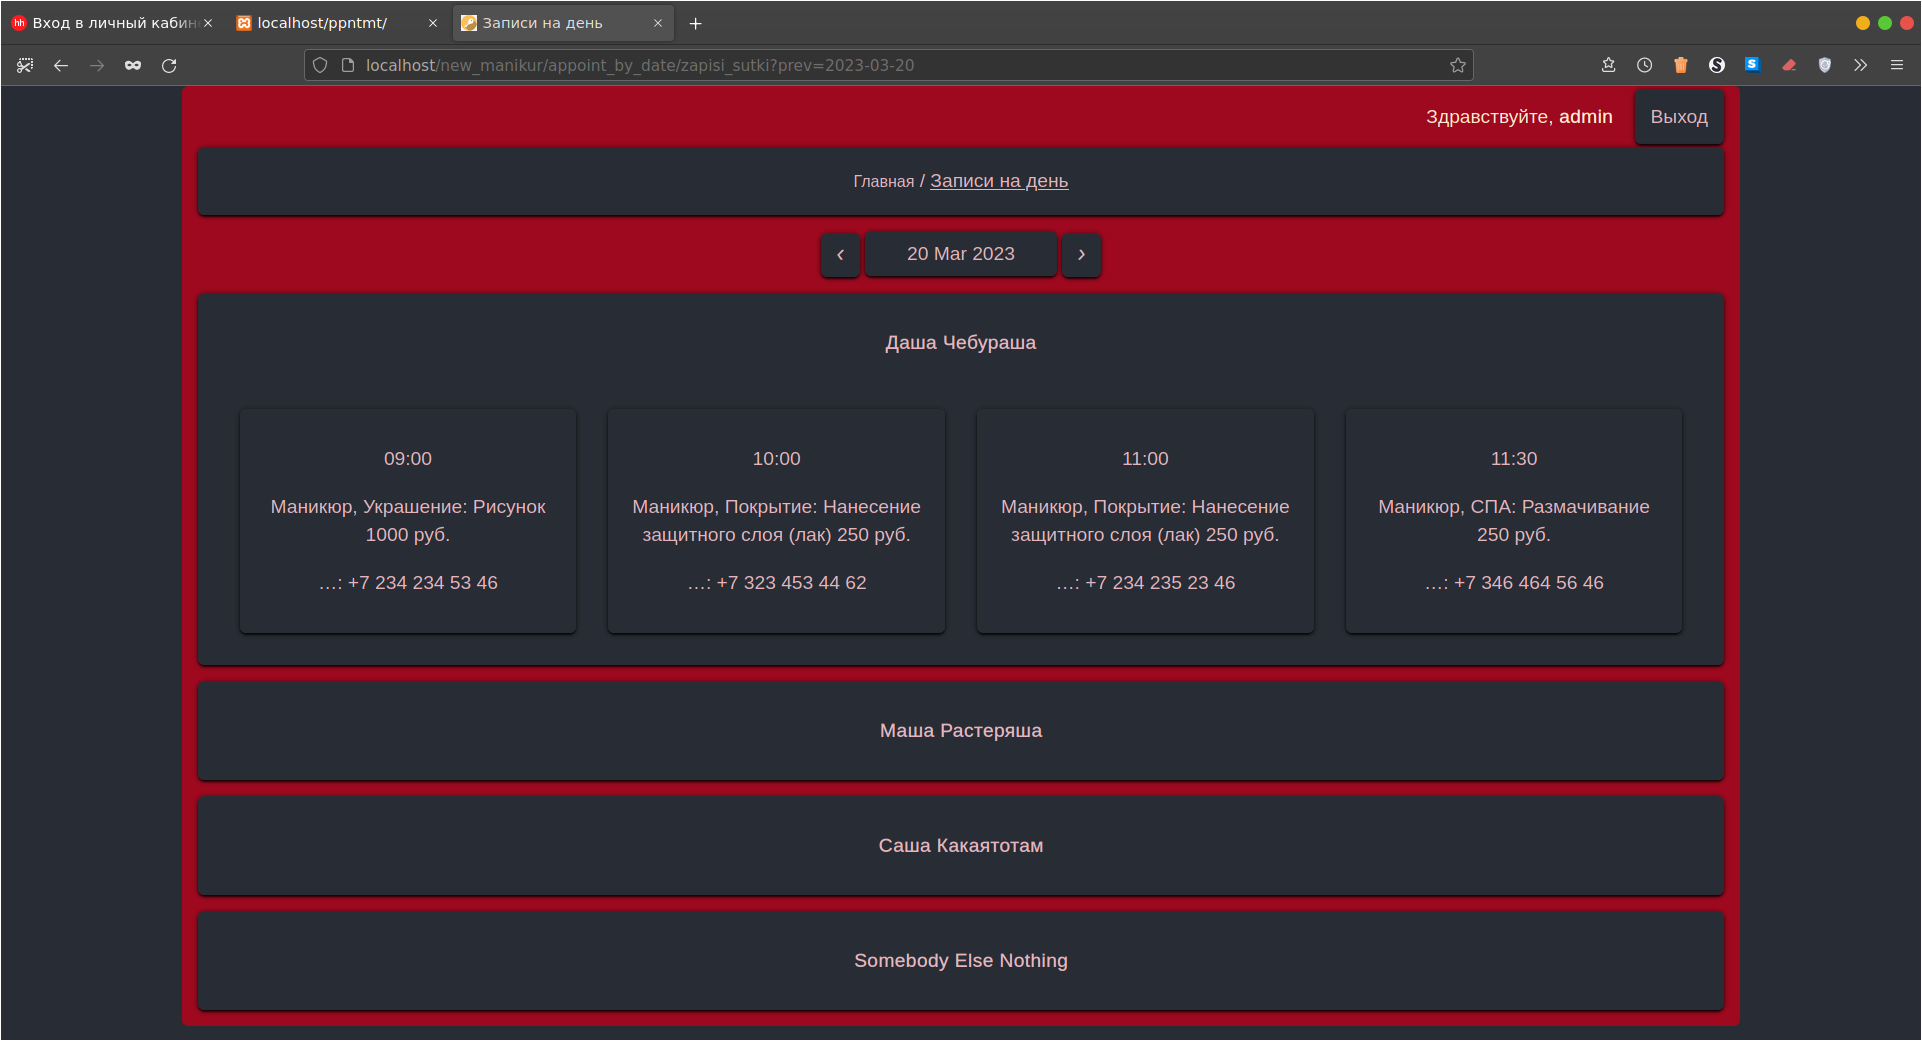 Вход в личный кабин
localhost/ppntmt/
Записи на день
localhost/new_manikur/appoint_by_date/zapisi_sutki?prev=2023-03-20
Здравствуйте, admin
Выход
Главная / Записи на день
20 Mar 2023
Даша Чебураша
09:00
Маникюр, Украшение: Рисунок
1000 руб.
...: +7 234 234 53 46
10:00
Маникюр, Покрытие: Нанесение
защитного слоя (лак) 250 руб.
...: +7 323 453 44 62
11:00
Маникюр, Покрытие: Нанесение
защитного слоя (лак) 250 руб.
...: +7 234 235 23 46
11:30
Маникюр, СПА: Размачивание
250 руб.
...: +7 346 464 56 46
Маша Растеряша
Саша Какаятотам
Somebody Else Nothing